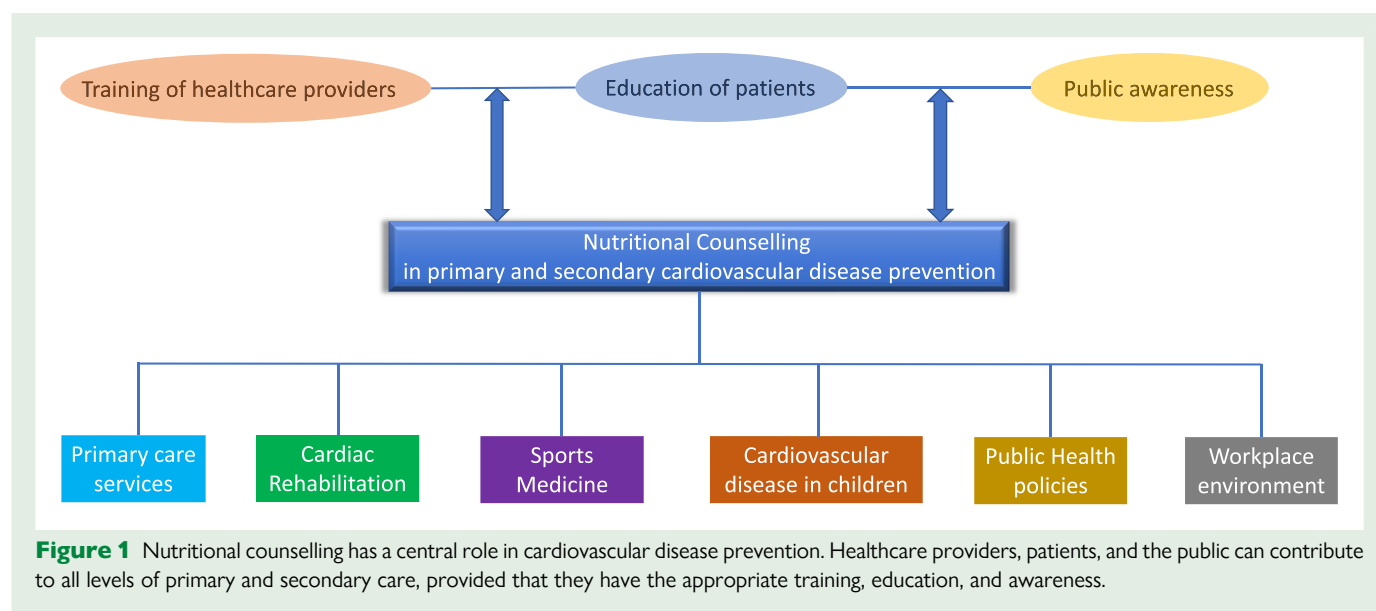 Training of healthcare providers
Education of patients
Public awareness
Nutritional Counselling
in primary and secondary cardiovascular disease prevention
Primary care
services
Cardiac
Rehabilitation
Sports
Medicine
Cardiovascular
disease in children
Public Health
policies
Workplace
environment
Figure 1 Nutritional counselling has a central role in cardiovascular disease prevention. Healthcare providers, patients, and the public can contribute
to all levels of primary and secondary care, provided that they have the appropriate training, education, and awareness.